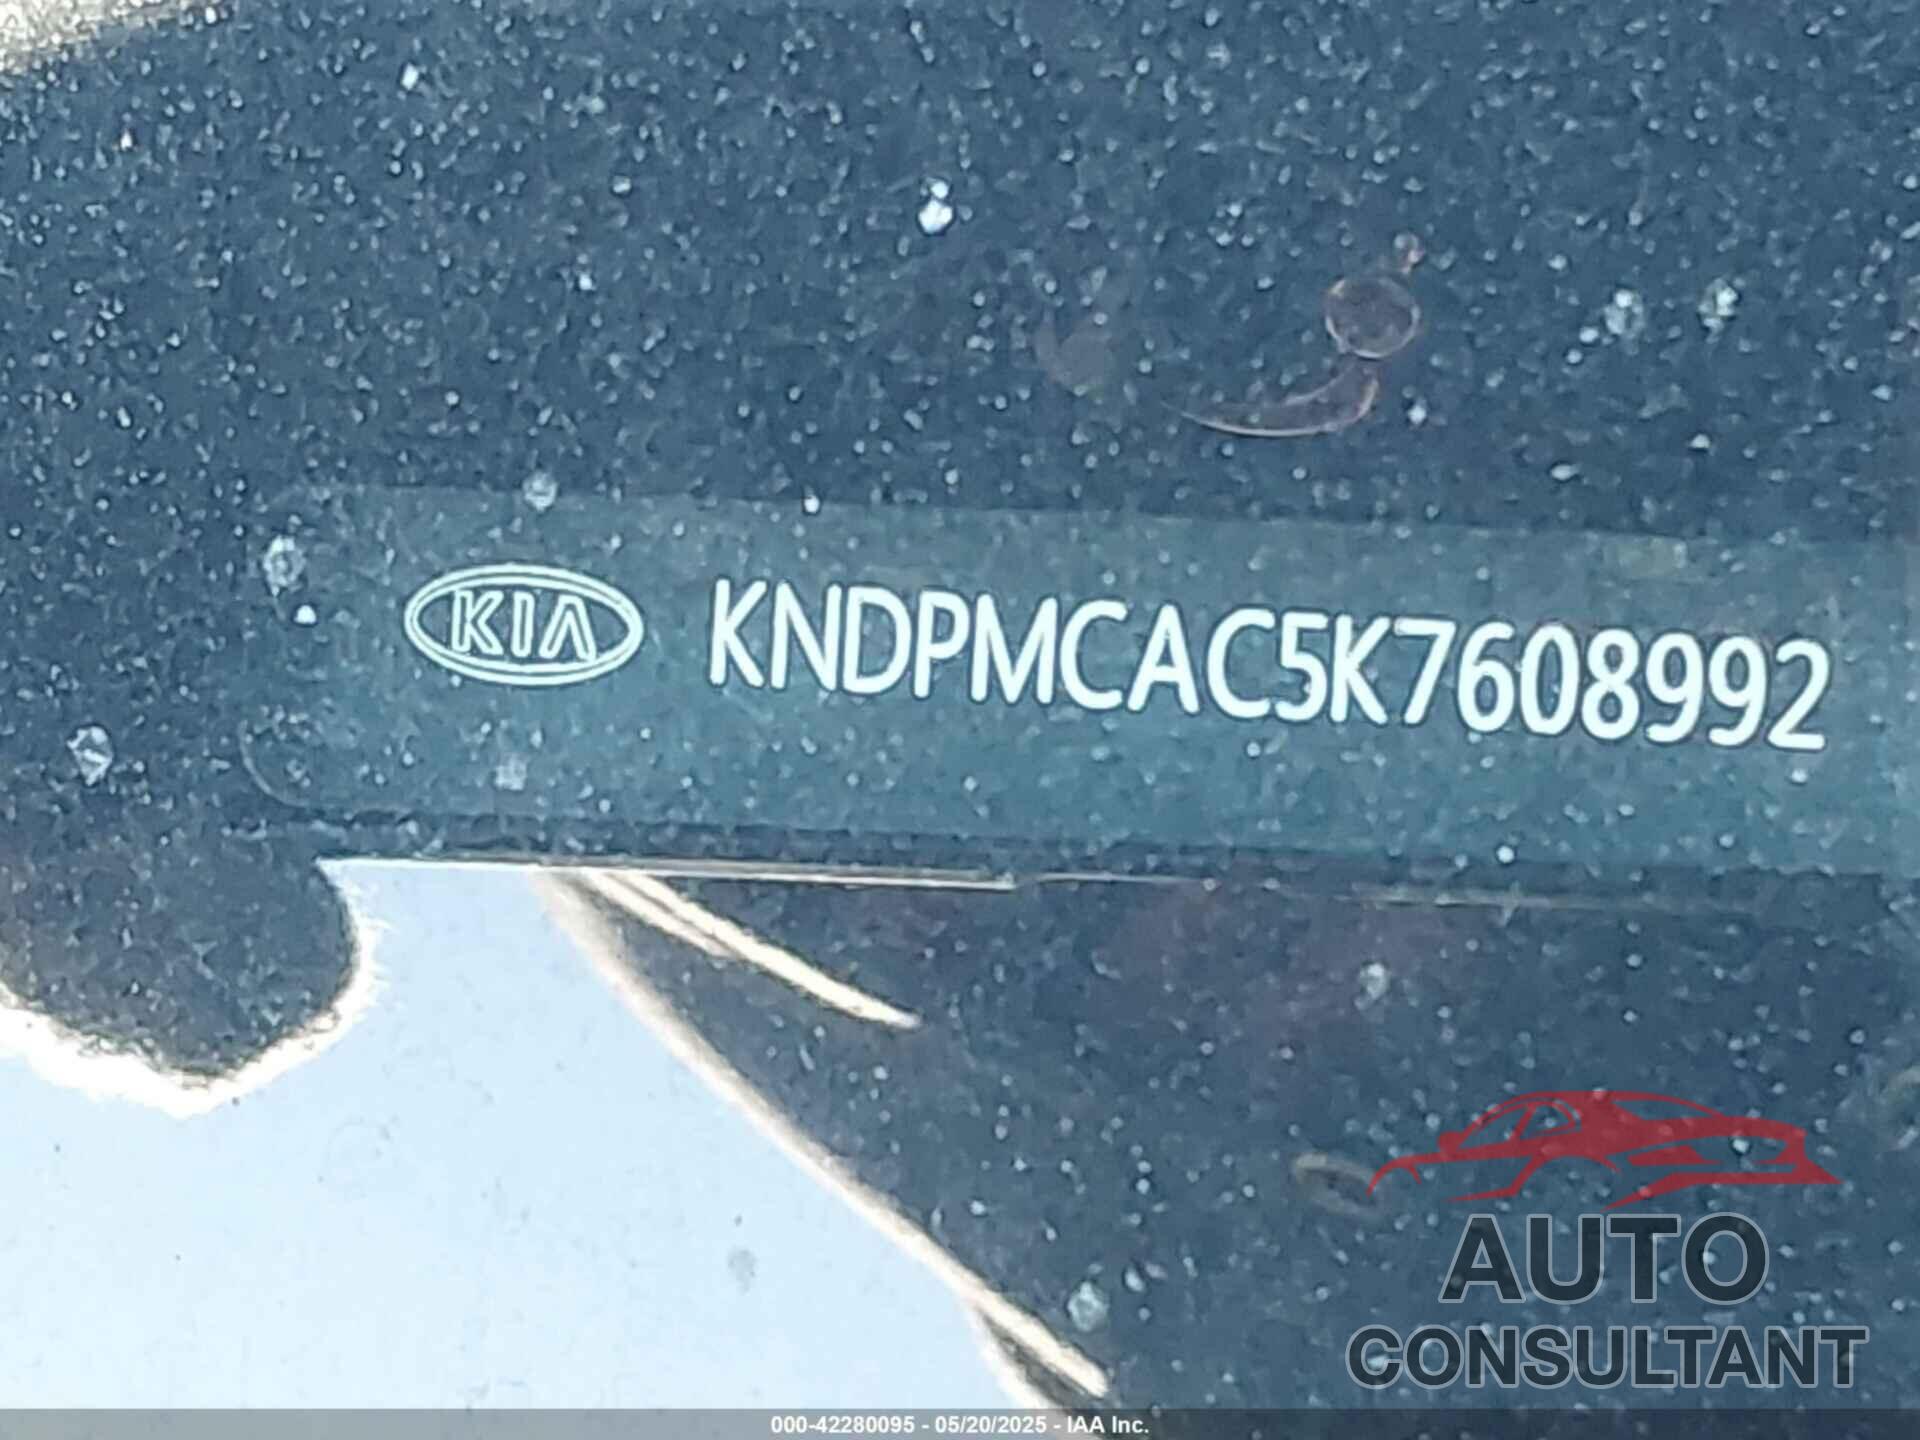 KIA KNDPMCAC5K7608992
AUTO
CONSULTANT
000-42280095 - 05/20/2025 - IAA Inc.